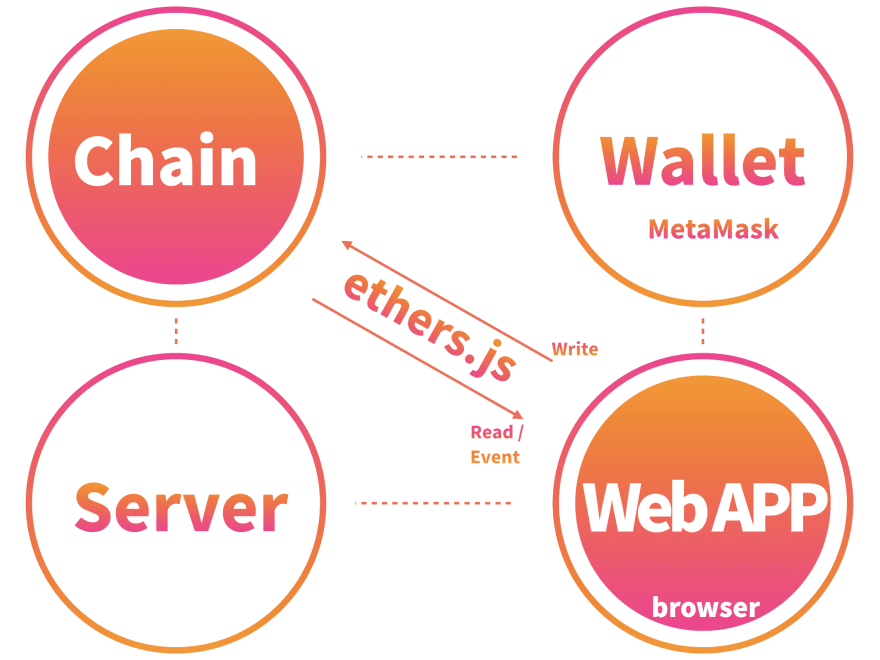 Chain
Wallet
MetaMask
ethers.js
Write
Read /
Event
Server
Web APP
browser